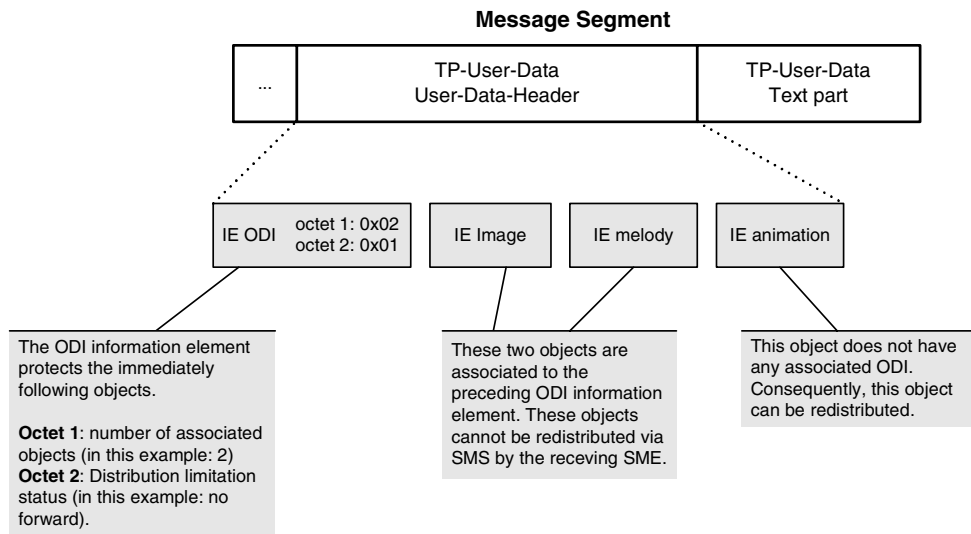 Message Segment
...
TP-User-Data
User-Data-Header
TP-User-Data
Text part
IE ODI
octet 1: 0x02
octet 2: 0x01
IE Image
IE melody
IE animation
The ODI information element
protects the immediately
following objects.
Octet 1: number of associated
objects (in this example: 2)
Octet 2: Distribution limitation
status (in this example: no
forward).
These two objects are
associated to the
preceding ODI information
element. These objects
cannot be redistributed via
SMS by the receving SME.
This object does not have
any associated ODI.
Consequently, this object
can be redistributed.